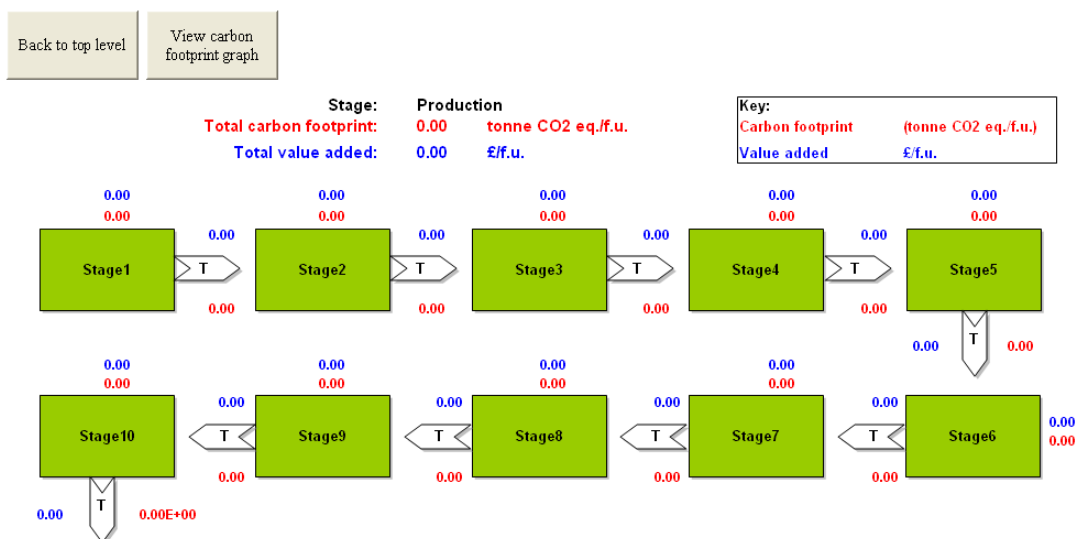 Back to top level
View carbon
footprint graph
Stage: Production
Total carbon footprint: 0.00 tonne CO2 eq./f.u.
Total value added: 0.00 £/f.u.
Key:
Carbon footprint (tonne CO2 eq./f.u.)
Value added £/f.u.
0.00 0.00 0.00 0.00 0.00
0.00 0.00 0.00 0.00 0.00
0.00 0.00 0.00 0.00
Stage1 T Stage2 T Stage3 T Stage4 T Stage5
0.00 0.00 0.00 0.00
0.00 T 0.00
0.00 0.00 0.00 0.00
0.00 0.00 0.00 0.00
0.00 0.00 0.00 0.00
Stage10 T Stage9 T Stage8 T Stage7 T Stage6 0.00
0.00
0.00 0.00 0.00 0.00
0.00 T 0.00E+00